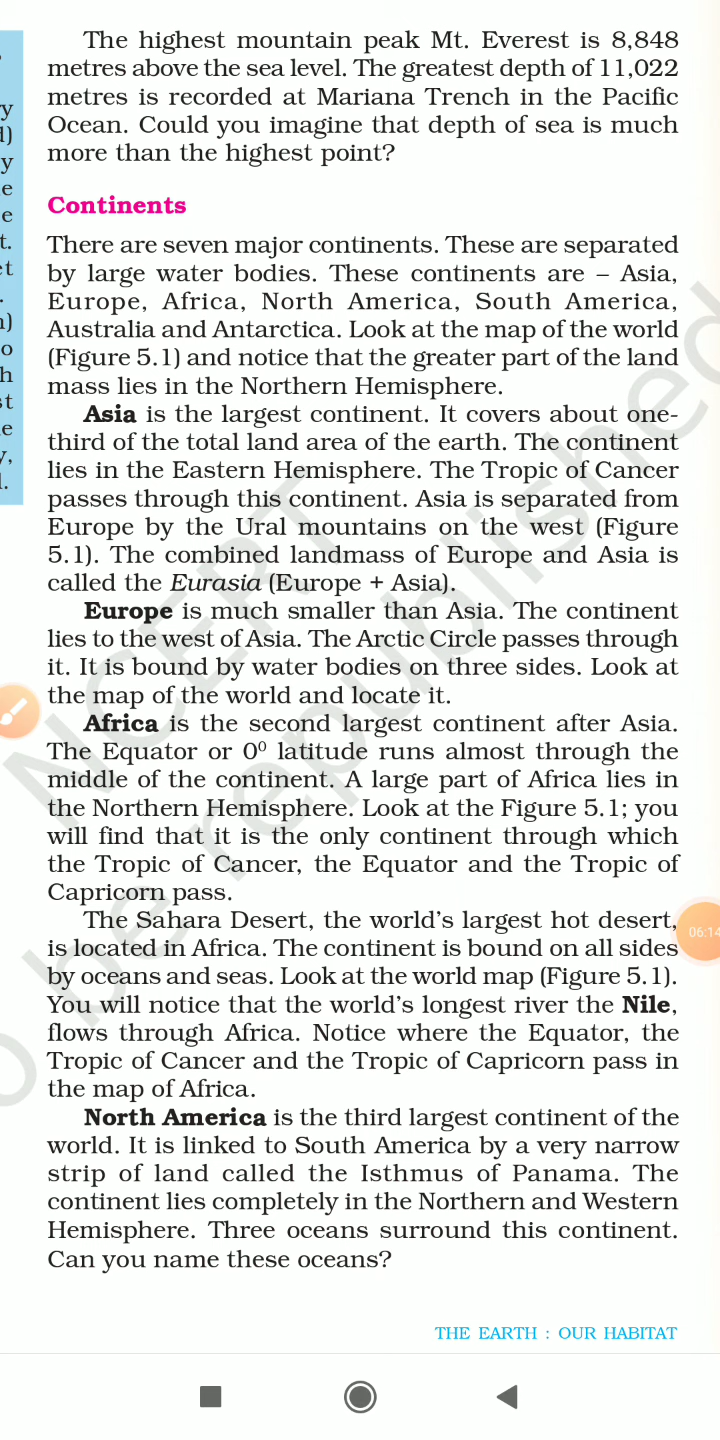 The highest mountain peak Mt. Everest is 8,848
metres above the sea level. The greatest depth of 11,022
metres is recorded at Mariana Trench in the Pacific
Ocean. Could you imagine that depth of sea is much
more than the highest point?
Continents
There are seven major continents. These are separated
by large water bodies. These continents are – Asia,
Europe, Africa, North America, South America,
Australia and Antarctica. Look at the map of the world
(Figure 5.1) and notice that the greater part of the land
mass lies in the Northern Hemisphere.
Asia is the largest continent. It covers about one-
third of the total land area of the earth. The continent
lies in the Eastern Hemisphere. The Tropic of Cancer
passes through this continent. Asia is separated from
Europe by the Ural mountains on the west (Figure
5.1). The combined landmass of Europe and Asia is
called the Eurasia (Europe + Asia).
Europe is much smaller than Asia. The continent
lies to the west of Asia. The Arctic Circle passes through
it. It is bound by water bodies on three sides. Look at
the map of the world and locate it.
Africa is the second largest continent after Asia.
The Equator or 0⁰ latitude runs almost through the
middle of the continent. A large part of Africa lies in
the Northern Hemisphere. Look at the Figure 5.1; you
will find that it is the only continent through which
the Tropic of Cancer, the Equator and the Tropic of
Capricorn pass.
The Sahara Desert, the world's largest hot desert,
is located in Africa. The continent is bound on all sides
by oceans and seas. Look at the world map (Figure 5.1).
You will notice that the world's longest river the Nile,
flows through Africa. Notice where the Equator, the
Tropic of Cancer and the Tropic of Capricorn pass in
the map of Africa.
North America is the third largest continent of the
world. It is linked to South America by a very narrow
strip of land called the Isthmus of Panama. The
continent lies completely in the Northern and Western
Hemisphere. Three oceans surround this continent.
Can you name these oceans?
THE EARTH : OUR HABITAT
NCERT
be republished
06:14